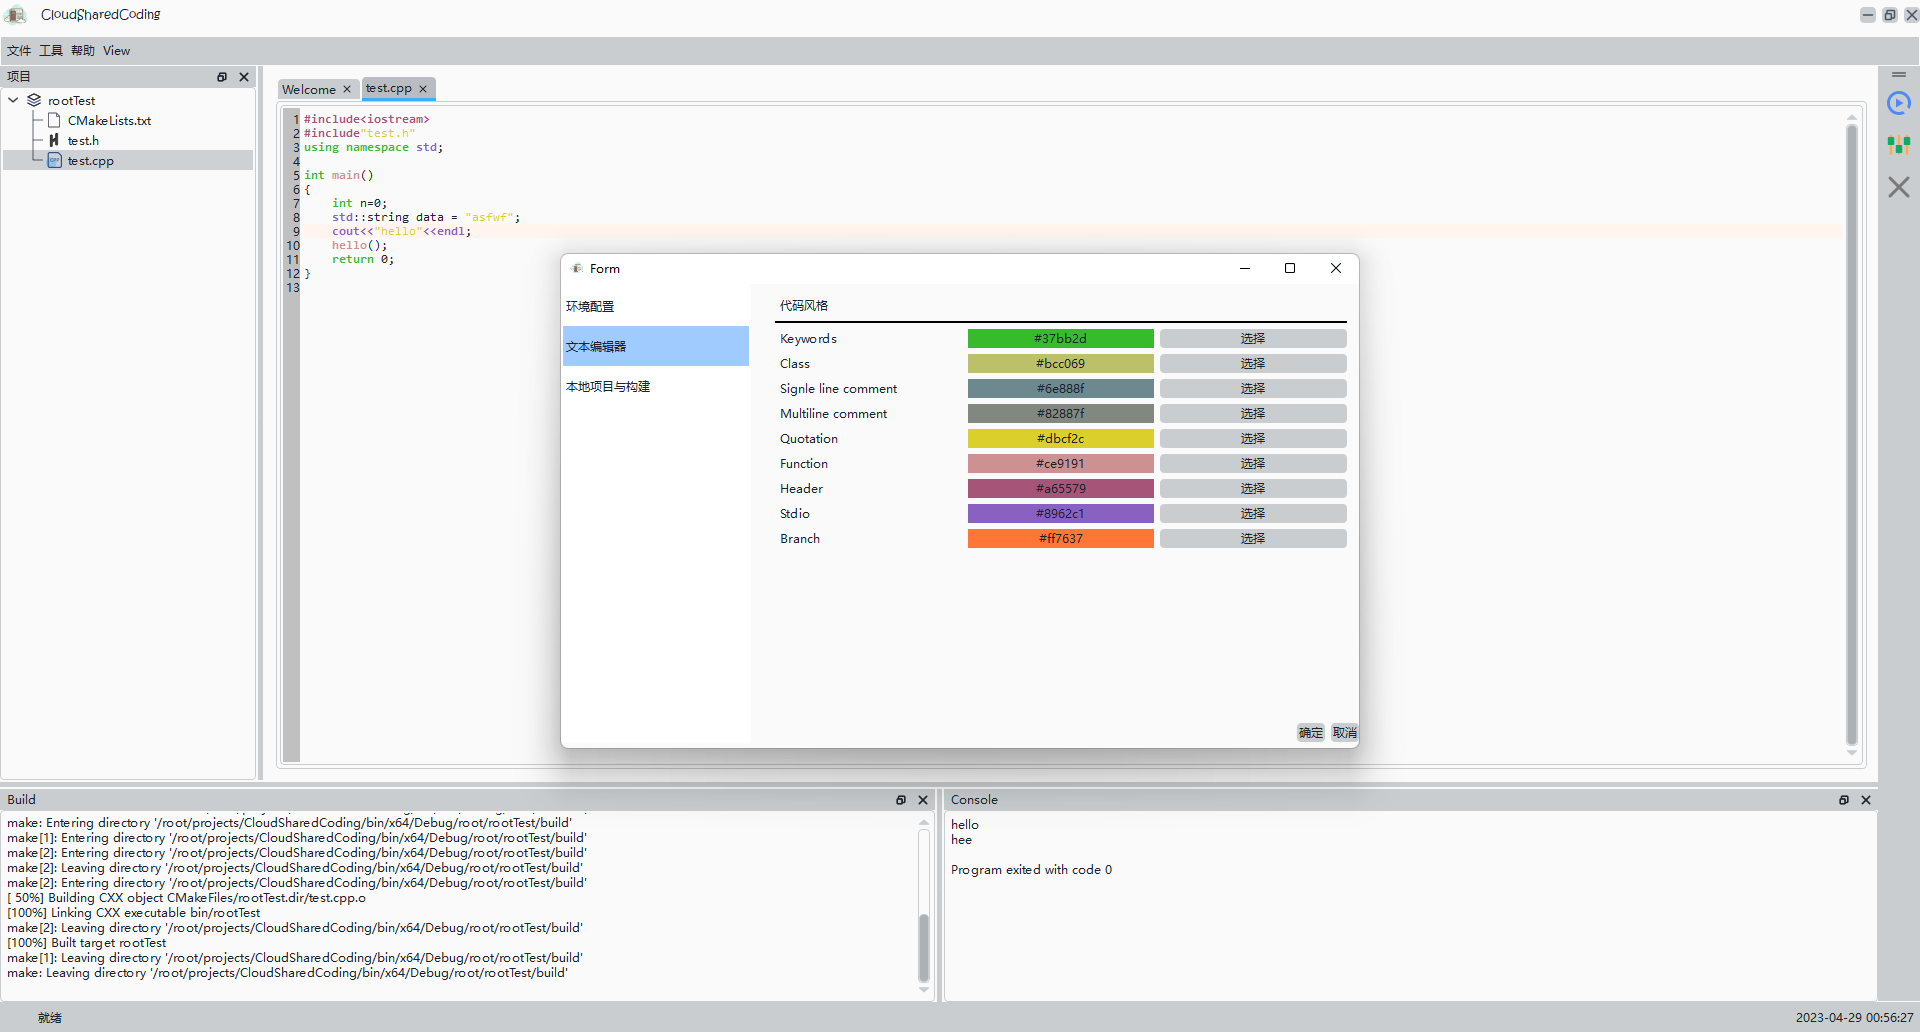 CloudSharedCoding
文件 工具 帮助 View
项目
rootTest
CMakeLists.txt
test.h
test.cpp
Welcome
test.cpp
1 #include<iostream>
2 #include"test.h"
3 using namespace std;
4
5 int main()
6 {
7 int n=0;
8 std::string data = "asfwf";
9 cout<<"hello"<<endl;
10 hello();
11 return 0;
12 }
13
Form
环境配置
文本编辑器
本地项目与构建
代码风格
Keywords #37bb2d 选择
Class #bcc069 选择
Signle line comment #6e888f 选择
Multiline comment #82887f 选择
Quotation #dbcf2c 选择
Function #ce9191 选择
Header #a65579 选择
Stdio #8962c1 选择
Branch #ff7637 选择
确定 取消
Build
make: Entering directory '/root/projects/CloudSharedCoding/bin/x64/Debug/root/rootTest/build'
make[1]: Entering directory '/root/projects/CloudSharedCoding/bin/x64/Debug/root/rootTest/build'
make[2]: Entering directory '/root/projects/CloudSharedCoding/bin/x64/Debug/root/rootTest/build'
make[2]: Leaving directory '/root/projects/CloudSharedCoding/bin/x64/Debug/root/rootTest/build'
make[2]: Entering directory '/root/projects/CloudSharedCoding/bin/x64/Debug/root/rootTest/build'
[ 50%] Building CXX object CMakeFiles/rootTest.dir/test.cpp.o
[100%] Linking CXX executable bin/rootTest
make[2]: Leaving directory '/root/projects/CloudSharedCoding/bin/x64/Debug/root/rootTest/build'
[100%] Built target rootTest
make[1]: Leaving directory '/root/projects/CloudSharedCoding/bin/x64/Debug/root/rootTest/build'
make: Leaving directory '/root/projects/CloudSharedCoding/bin/x64/Debug/root/rootTest/build'
Console
hello
hee
Program exited with code 0
就绪
2023-04-29 00:56:27